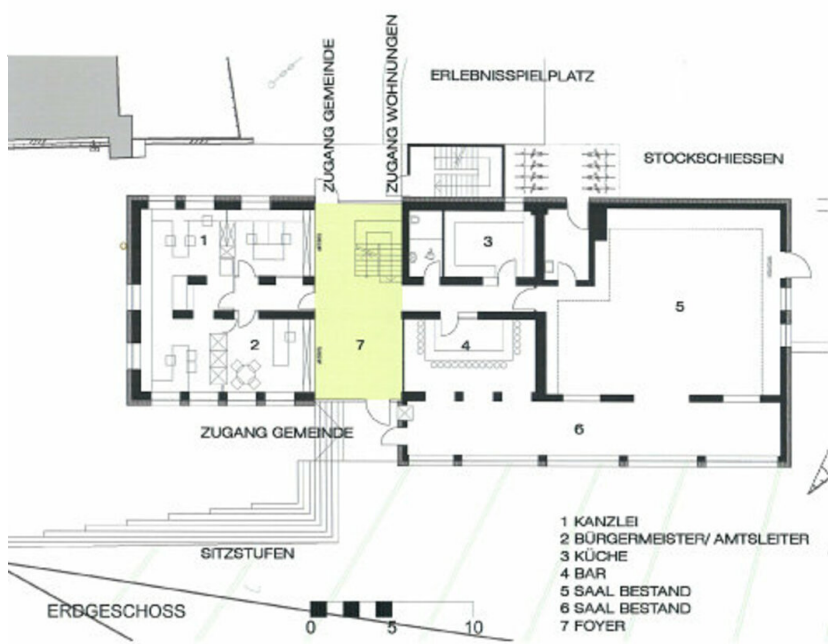 ZUGANG GEMEINDE
ZUGANG WOHNUNGEN
ERLEBNISSPIELPLATZ
STOCKSCHIESSEN
1
3
5
2
7
4
6
ZUGANG GEMEINDE
SITZSTUFEN
1 KANZLEI
2 BÜRGERMEISTER/ AMTSLEITER
3 KÜCHE
4 BAR
5 SAAL BESTAND
6 SAAL BESTAND
7 FOYER
ERDGESCHOSS
0 5 10